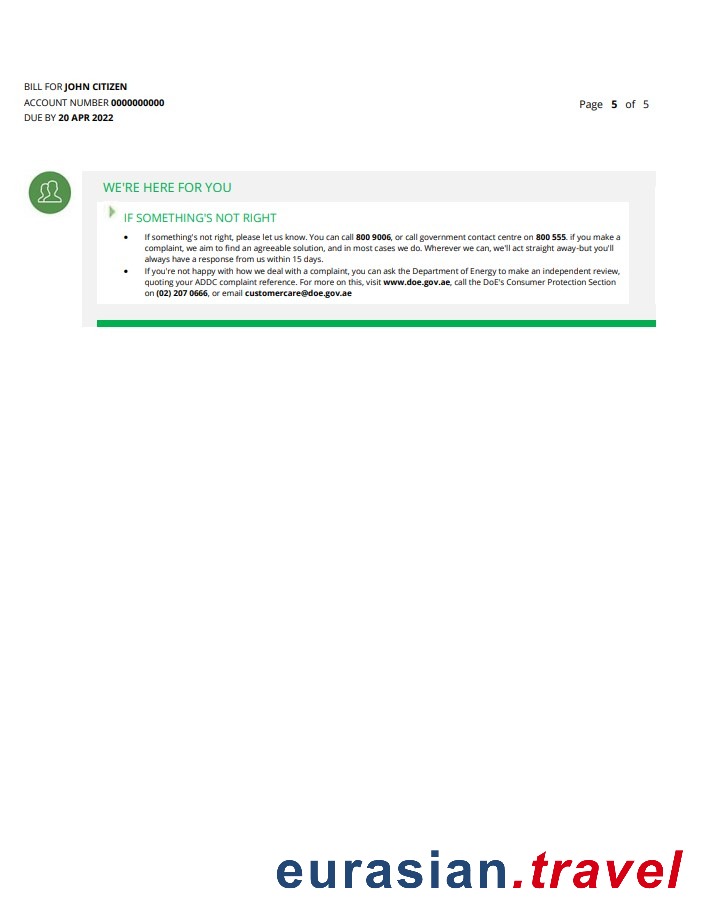 BILL FOR JOHN CITIZEN
ACCOUNT NUMBER 0000000000
DUE BY 20 APR 2022
Page 5 of 5
WE'RE HERE FOR YOU
IF SOMETHING'S NOT RIGHT
• If something's not right, please let us know. You can call 800 9006, or call government contact centre on 800 555. if you make a
complaint, we aim to find an agreeable solution, and in most cases we do. Wherever we can, we'll act straight away-but you'll
always have a response from us within 15 days.
• If you're not happy with how we deal with a complaint, you can ask the Department of Energy to make an independent review,
quoting your ADDC complaint reference. For more on this, visit www.doe.gov.ae, call the DoE's Consumer Protection Section
on (02) 207 0666, or email customercare@doe.gov.ae
eurasian.travel